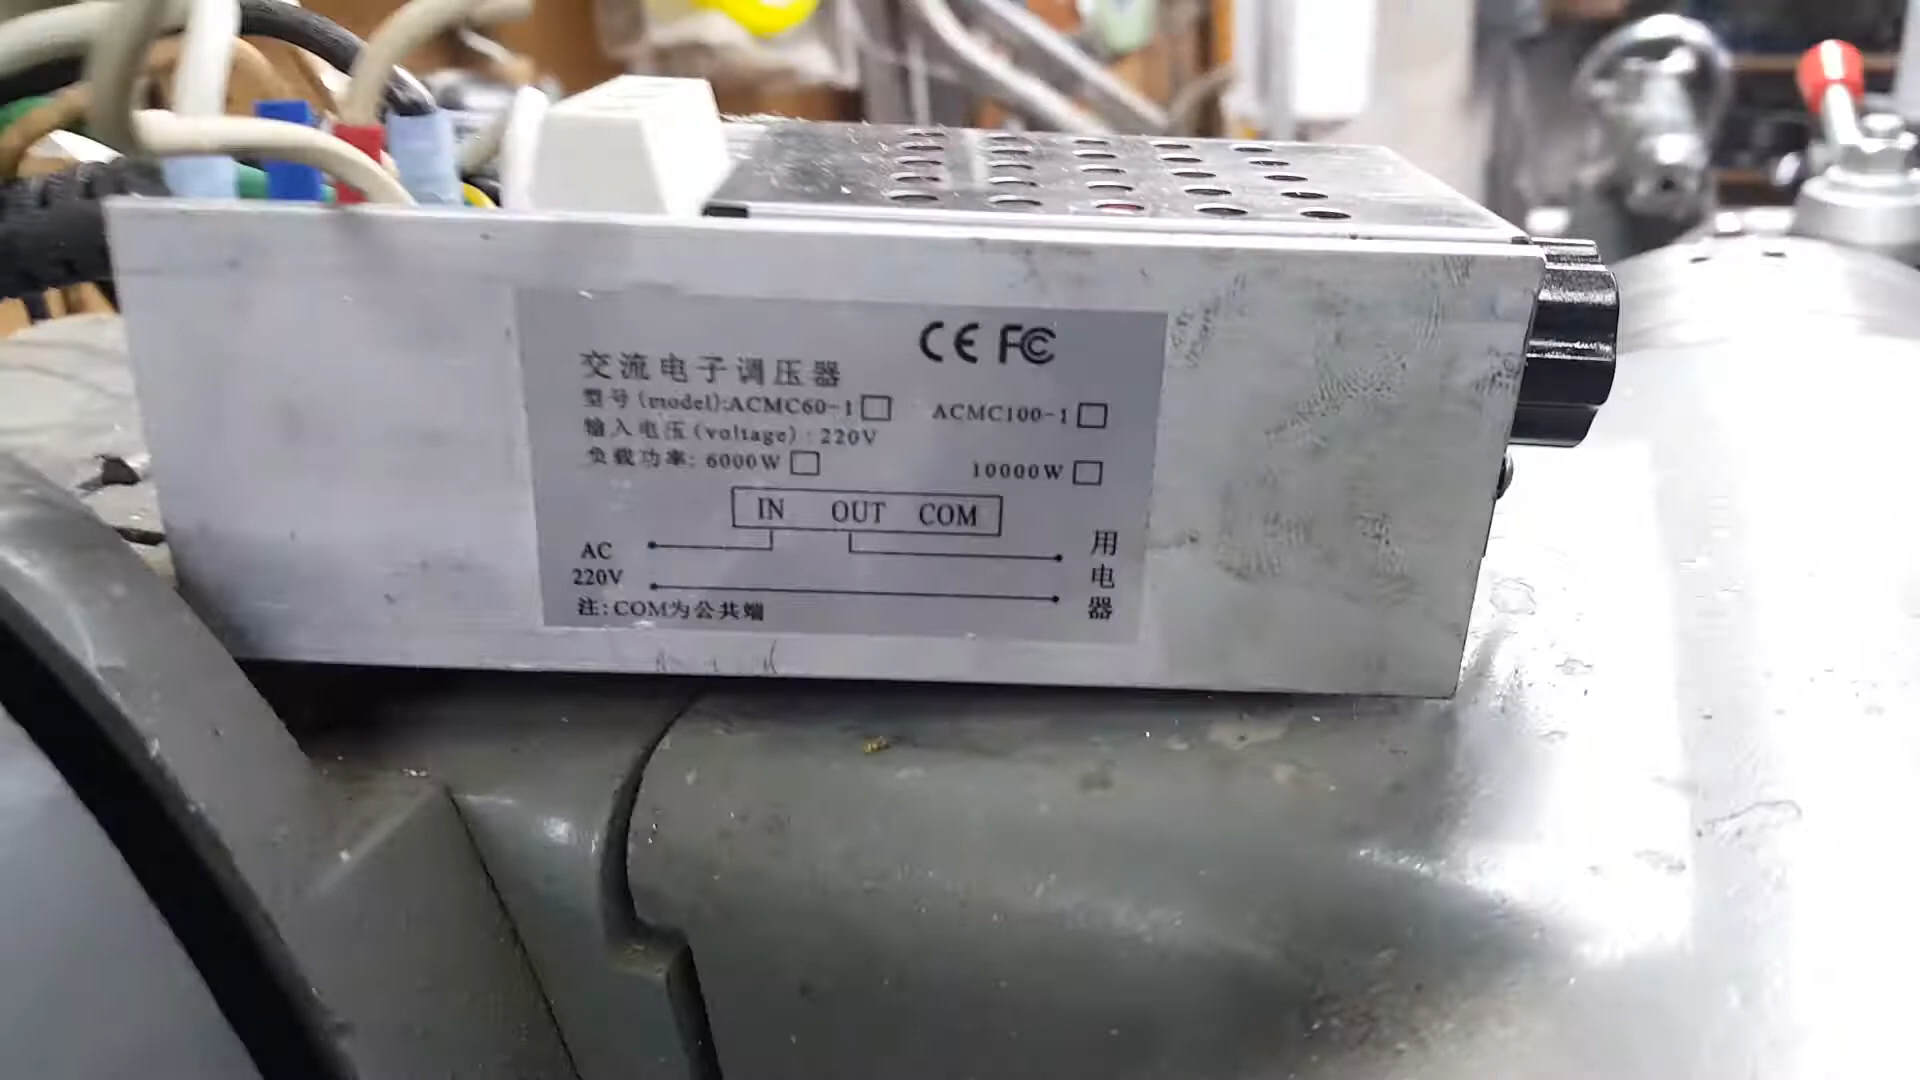 CE FC
交流电子调压器
型号(model):ACMC60-1□ ACMC100-1□
输入电压(voltage): 220V
负载功率: 6000W□ 10000W□
IN OUT COM
AC
220V
用电器
注:COM为公共端